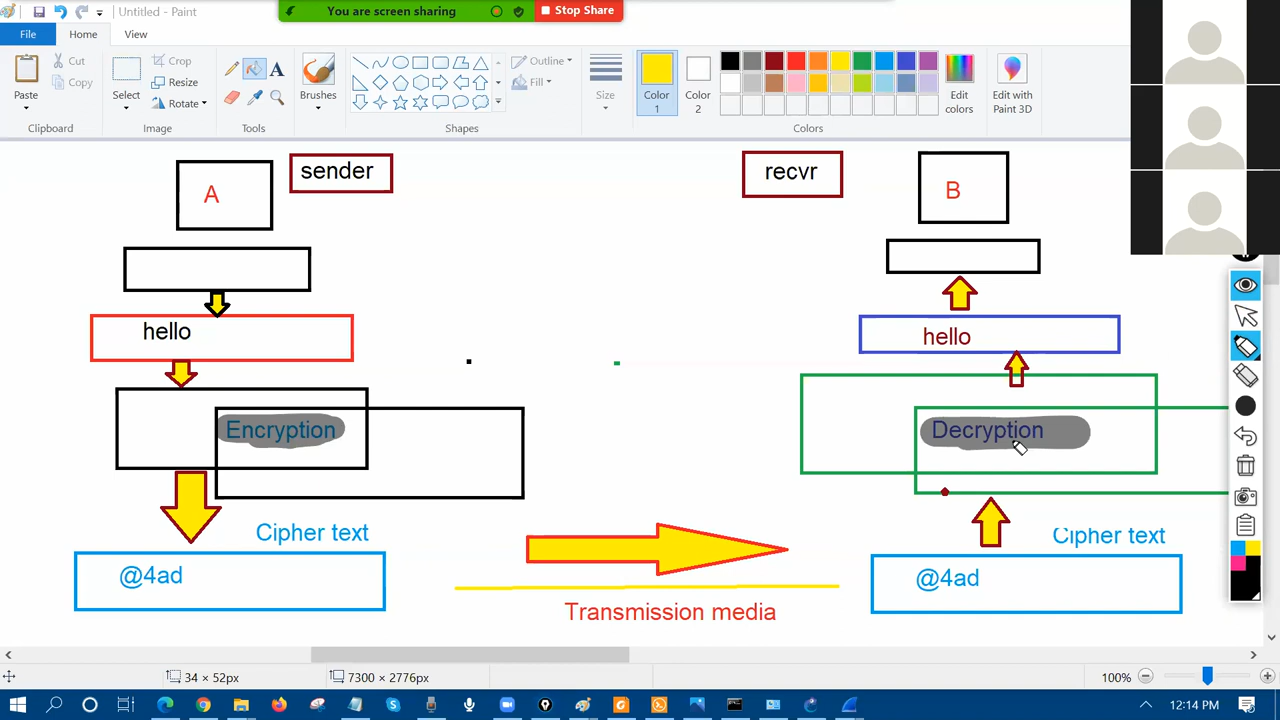 Untitled - Paint
You are screen sharing
Stop Share
File
Home
View
Paste
Cut
Copy
Clipboard
Select
Crop
Resize
Rotate
Image
A
Tools
Brushes
Outline
Fill
Shapes
Size
Color 1
Color 2
Edit colors
Edit with Paint 3D
Colors
A
sender
recvr
B
hello
hello
Encryption
Decryption
Cipher text
Cipher text
@4ad
@4ad
Transmission media
34 × 52px
7300 × 2776px
100%
12:14 PM